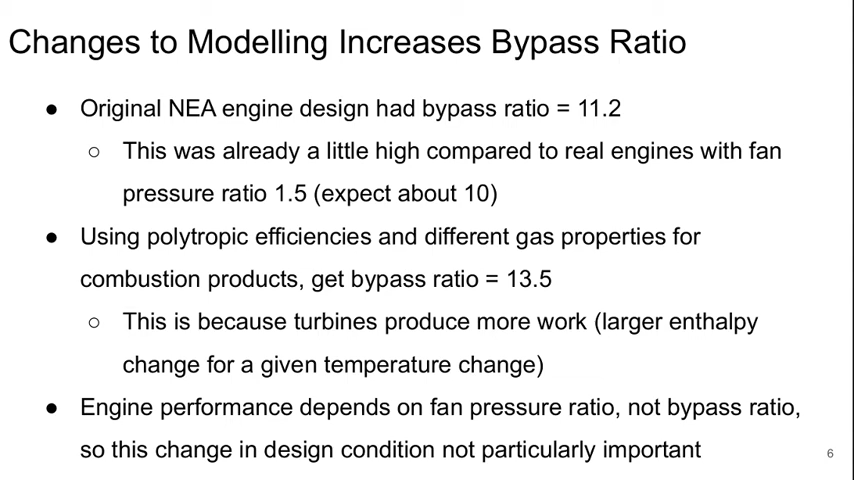 Changes to Modelling Increases Bypass Ratio
● Original NEA engine design had bypass ratio = 11.2
○ This was already a little high compared to real engines with fan
pressure ratio 1.5 (expect about 10)
● Using polytropic efficiencies and different gas properties for
combustion products, get bypass ratio = 13.5
○ This is because turbines produce more work (larger enthalpy
change for a given temperature change)
● Engine performance depends on fan pressure ratio, not bypass ratio,
so this change in design condition not particularly important
6